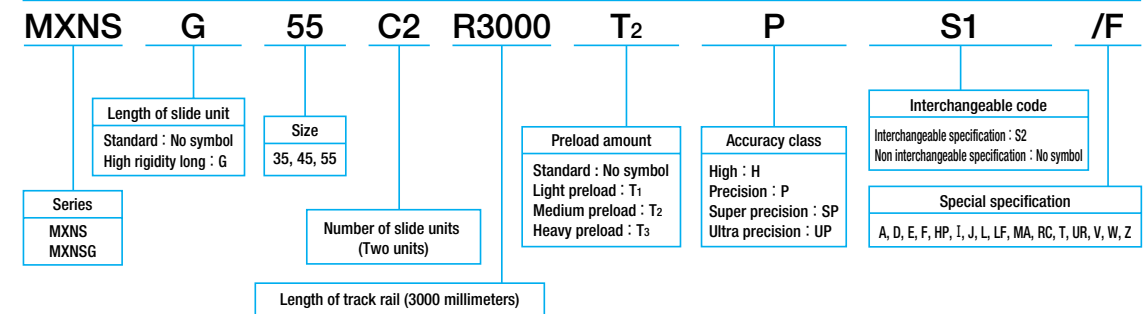 MXNS G 55 C2 R3000 T2 P S1 /F
Length of slide unit
Standard : No symbol
High rigidity long : G
Size
35, 45, 55
Preload amount
Standard : No symbol
Light preload : T1
Medium preload : T2
Heavy preload : T3
Accuracy class
High : H
Precision : P
Super precision : SP
Ultra precision : UP
Interchangeable code
Interchangeable specification : S2
Non interchangeable specification : No symbol
Series
MXNS
MXNSG
Number of slide units
(Two units)
Special specification
A, D, E, F, HP, I, J, L, LF, MA, RC, T, UR, V, W, Z
Length of track rail (3000 millimeters)